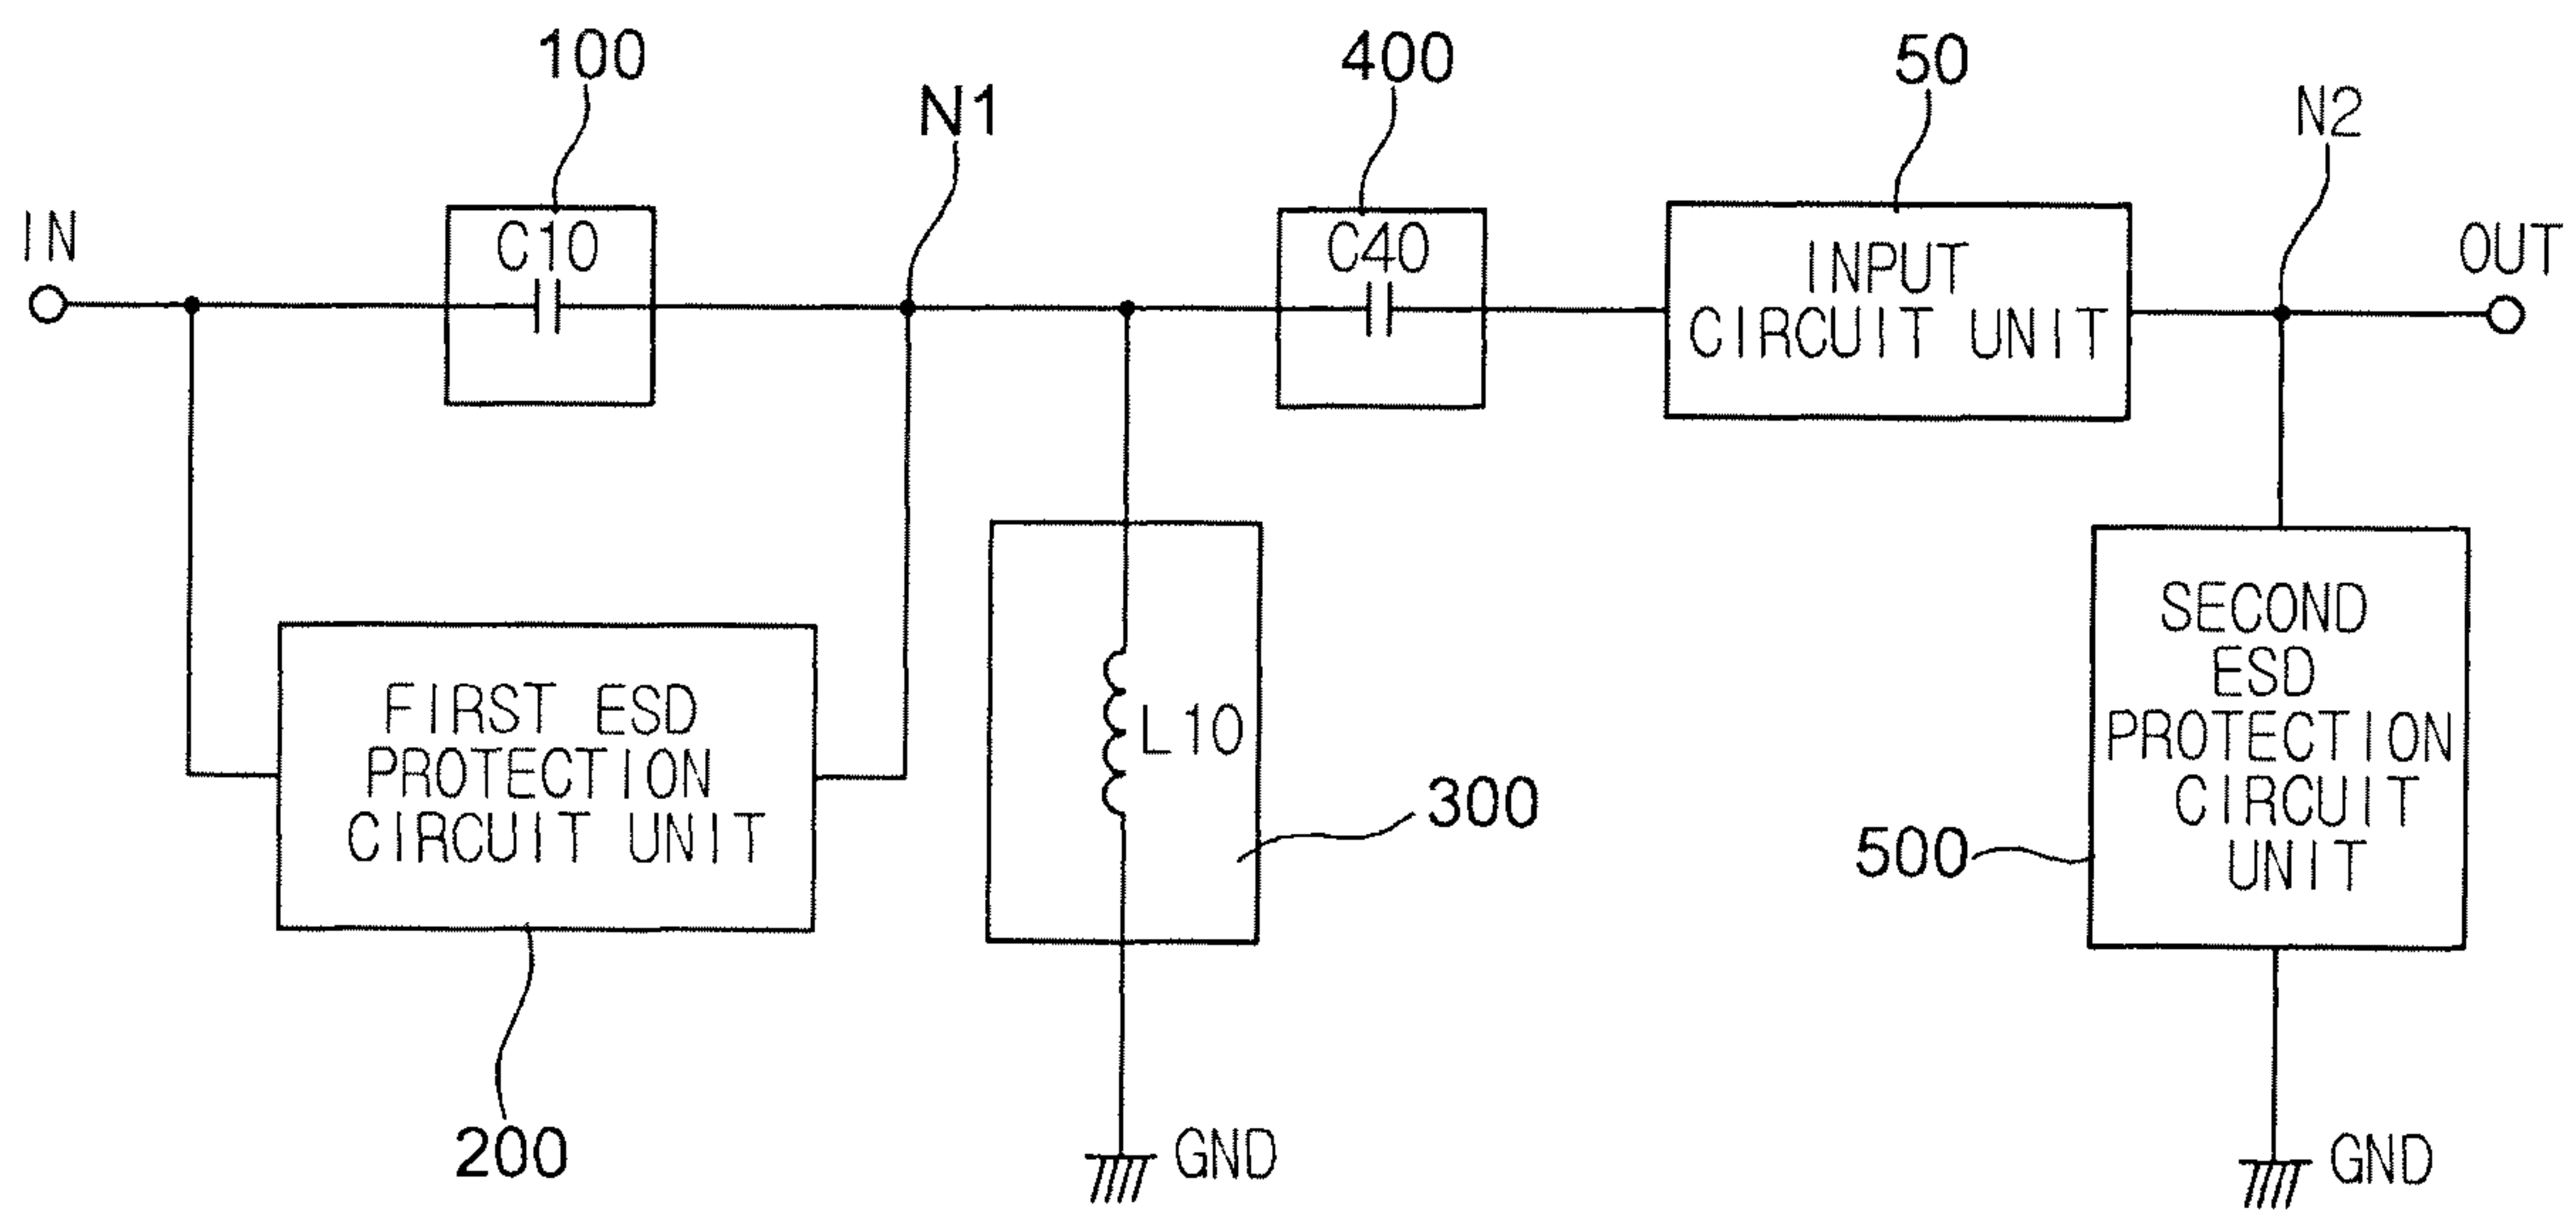 100
400
50
N1
N2
IN
C10
C40
INPUT
CIRCUIT UNIT
OUT
FIRST ESD
PROTECTION
CIRCUIT UNIT
L10
300
SECOND
ESD
PROTECTION
CIRCUIT
UNIT
500
200
GND
GND